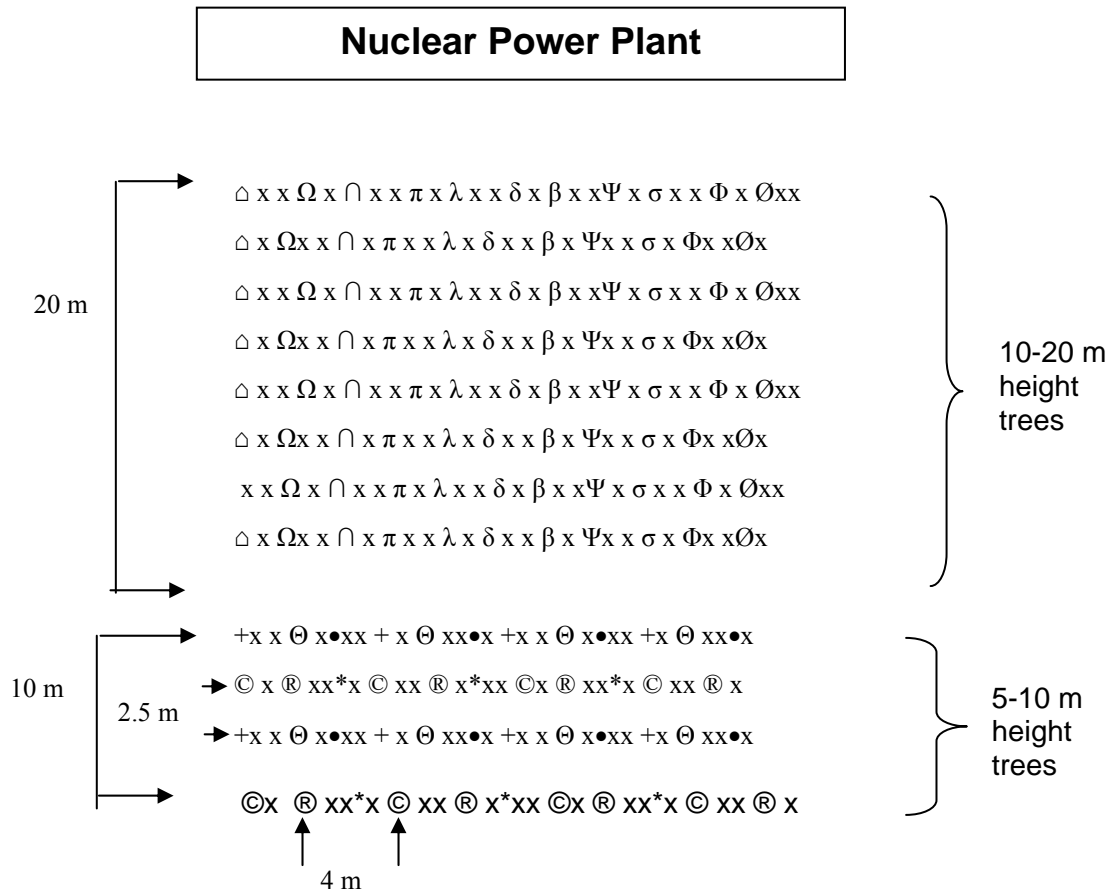 Nuclear Power Plant
⌂ x x Ω x ∩ x x π x λ x x δ x β x xΨ x σ x x Φ x Øxx
⌂ x Ωx x ∩ x π x x λ x δ x x β x Ψx x σ x Φx xØx
⌂ x x Ω x ∩ x x π x λ x x δ x β x xΨ x σ x x Φ x Øxx
20 m
⌂ x Ωx x ∩ x π x x λ x δ x x β x Ψx x σ x Φx xØx
⌂ x x Ω x ∩ x x π x λ x x δ x β x xΨ x σ x x Φ x Øxx
⌂ x Ωx x ∩ x π x x λ x δ x x β x Ψx x σ x Φx xØx
x x Ω x ∩ x x π x λ x x δ x β x xΨ x σ x x Φ x Øxx
⌂ x Ωx x ∩ x π x x λ x δ x x β x Ψx x σ x Φx xØx
10-20 m
height
trees
+x x Θ x●xx + x Θ xx●x +x x Θ x●xx +x Θ xx●x
10 m
© x ® xx*x © xx ® x*xx ©x ® xx*x © xx ® x
2.5 m
+x x Θ x●xx + x Θ xx●x +x x Θ x●xx +x Θ xx●x
©x ® xx*x © xx ® x*xx ©x ® xx*x © xx ® x
5-10 m
height
trees
4 m